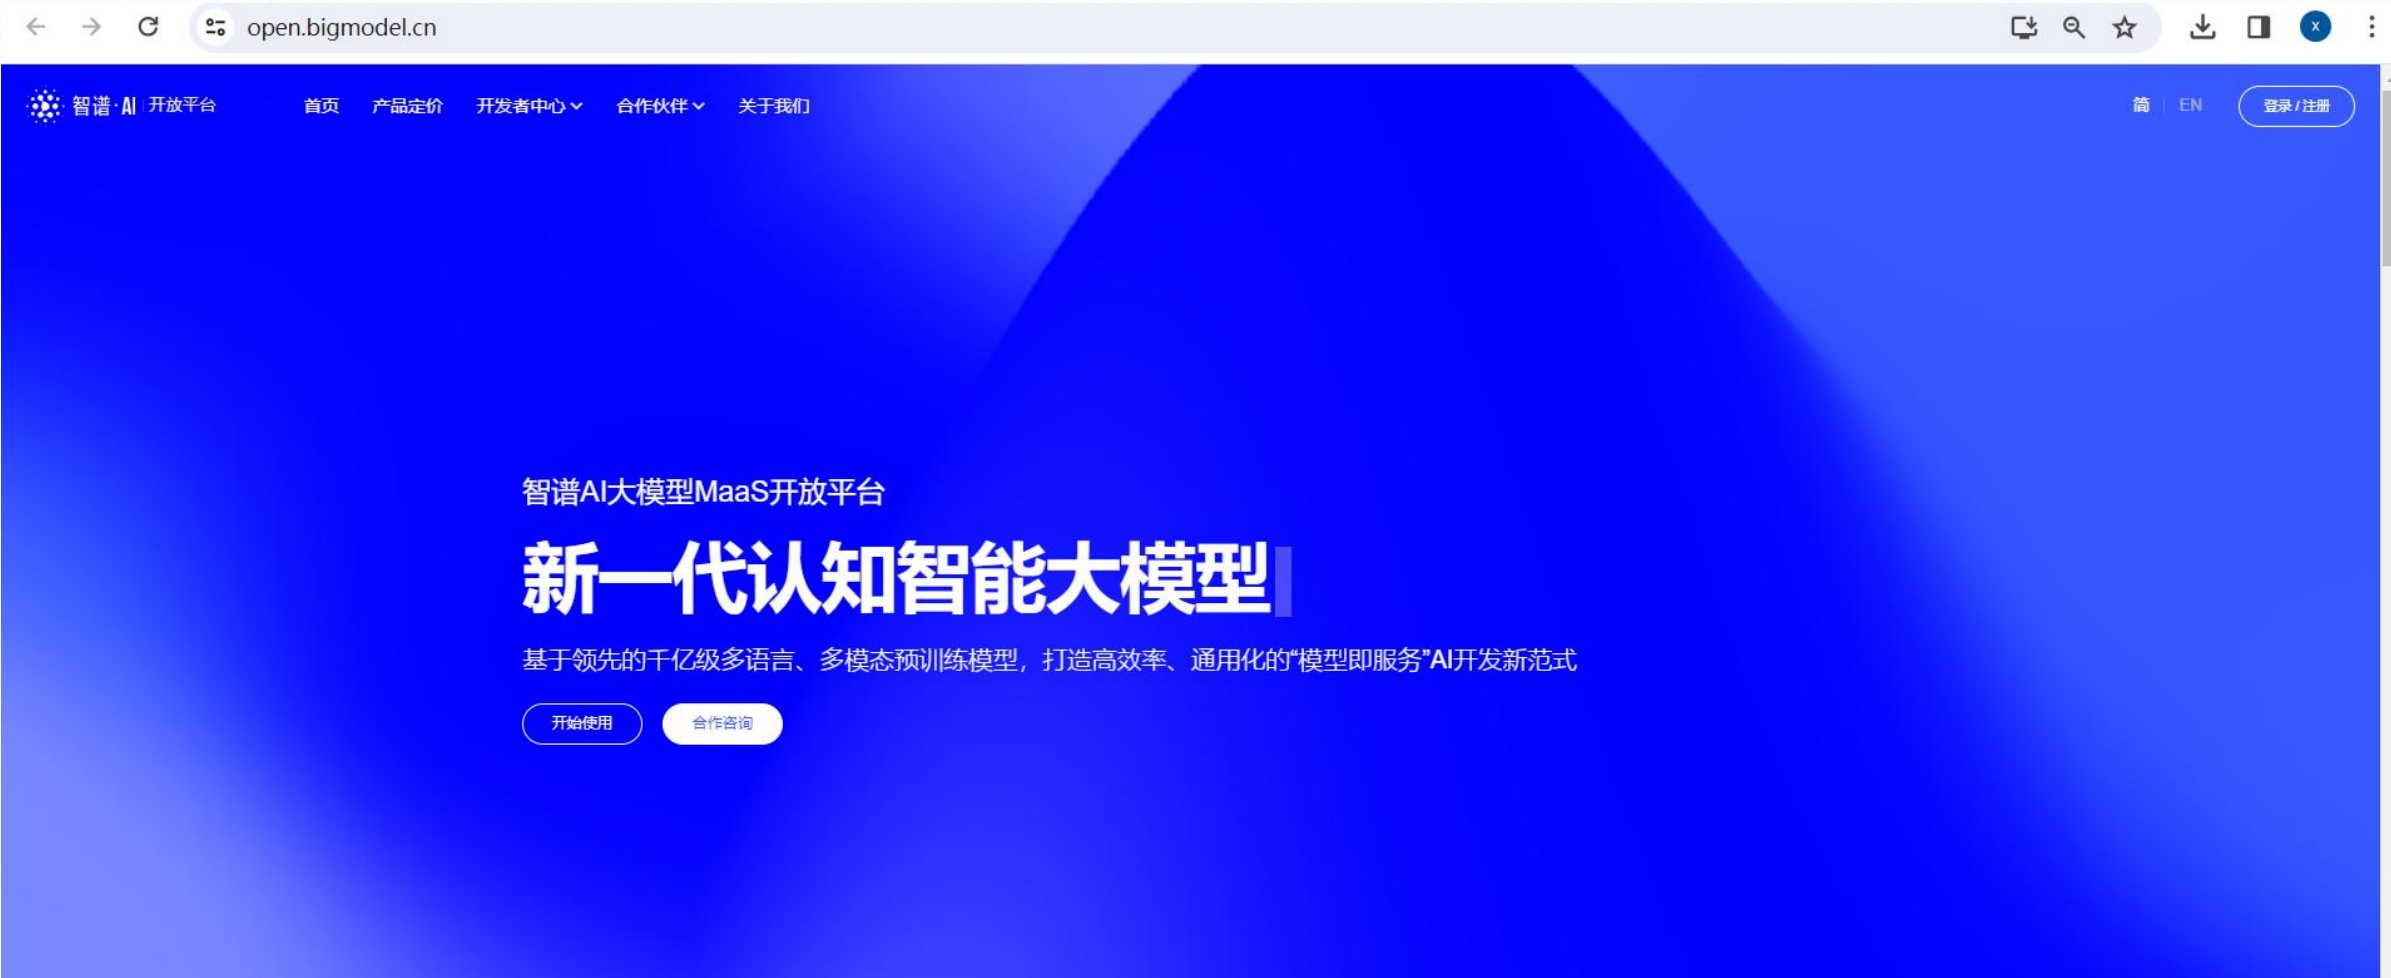 open.bigmodel.cn
X
智谱·AI 开放平台 首页 产品定价 开发者中心 合作伙伴 关于我们 简 EN 登录/注册
智谱AI大模型MaaS开放平台
新一代认知智能大模型
基于领先的千亿级多语言、多模态预训练模型，打造高效率、通用化的“模型即服务”AI开发新范式
开始使用 合作咨询